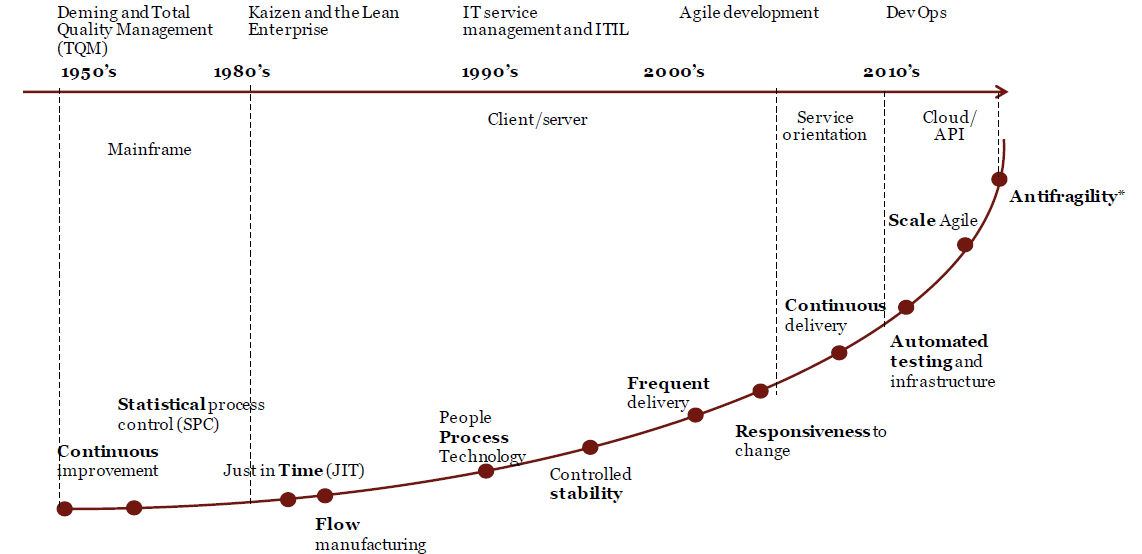 Deming and Total
Quality Management
(TQM)
Kaizen and the Lean
Enterprise
IT service
management and ITIL
Agile development
Dev Ops
1950's
1980's
1990's
2000's
2010's
Mainframe
Client/server
Service
orientation
Cloud/
API
Antifragility*
Scale Agile
Continuous
delivery
Automated
testing and
infrastructure
Frequent
delivery
Responsiveness to
change
People
Process
Technology
Controlled
stability
Statistical process
control (SPC)
Continuous
improvement
Just in Time (JIT)
Flow
manufacturing